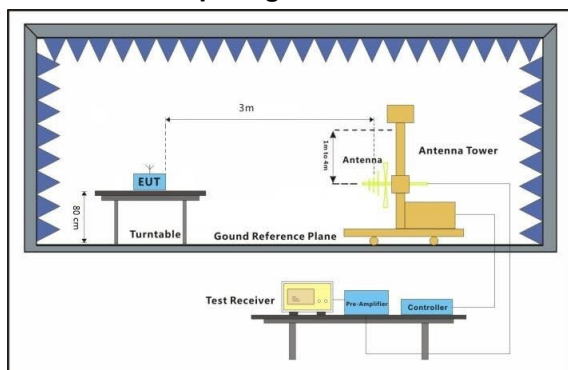 3m
1m to 4m
Antenna
Antenna Tower
EUT
80 cm
Turntable
Gound Reference Plane
Test Receiver
Pre-Amplifier
Controller